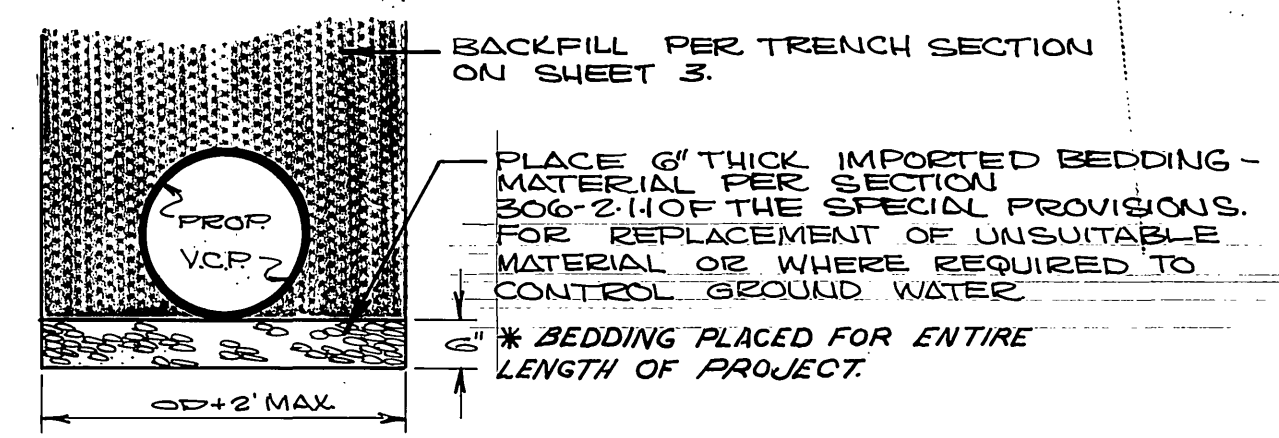 BACKFILL PER TRENCH SECTION
ON SHEET 3.
PLACE 6" THICK IMPORTED BEDDING -
MATERIAL PER SECTION
306-2.1.1 OF THE SPECIAL PROVISIONS.
FOR REPLACEMENT OF UNSUITABLE
MATERIAL OR WHERE REQUIRED TO
CONTROL GROUND WATER
PROP.
V.C.P.
6"
* BEDDING PLACED FOR ENTIRE
LENGTH OF PROJECT.
OD+2' MAX.